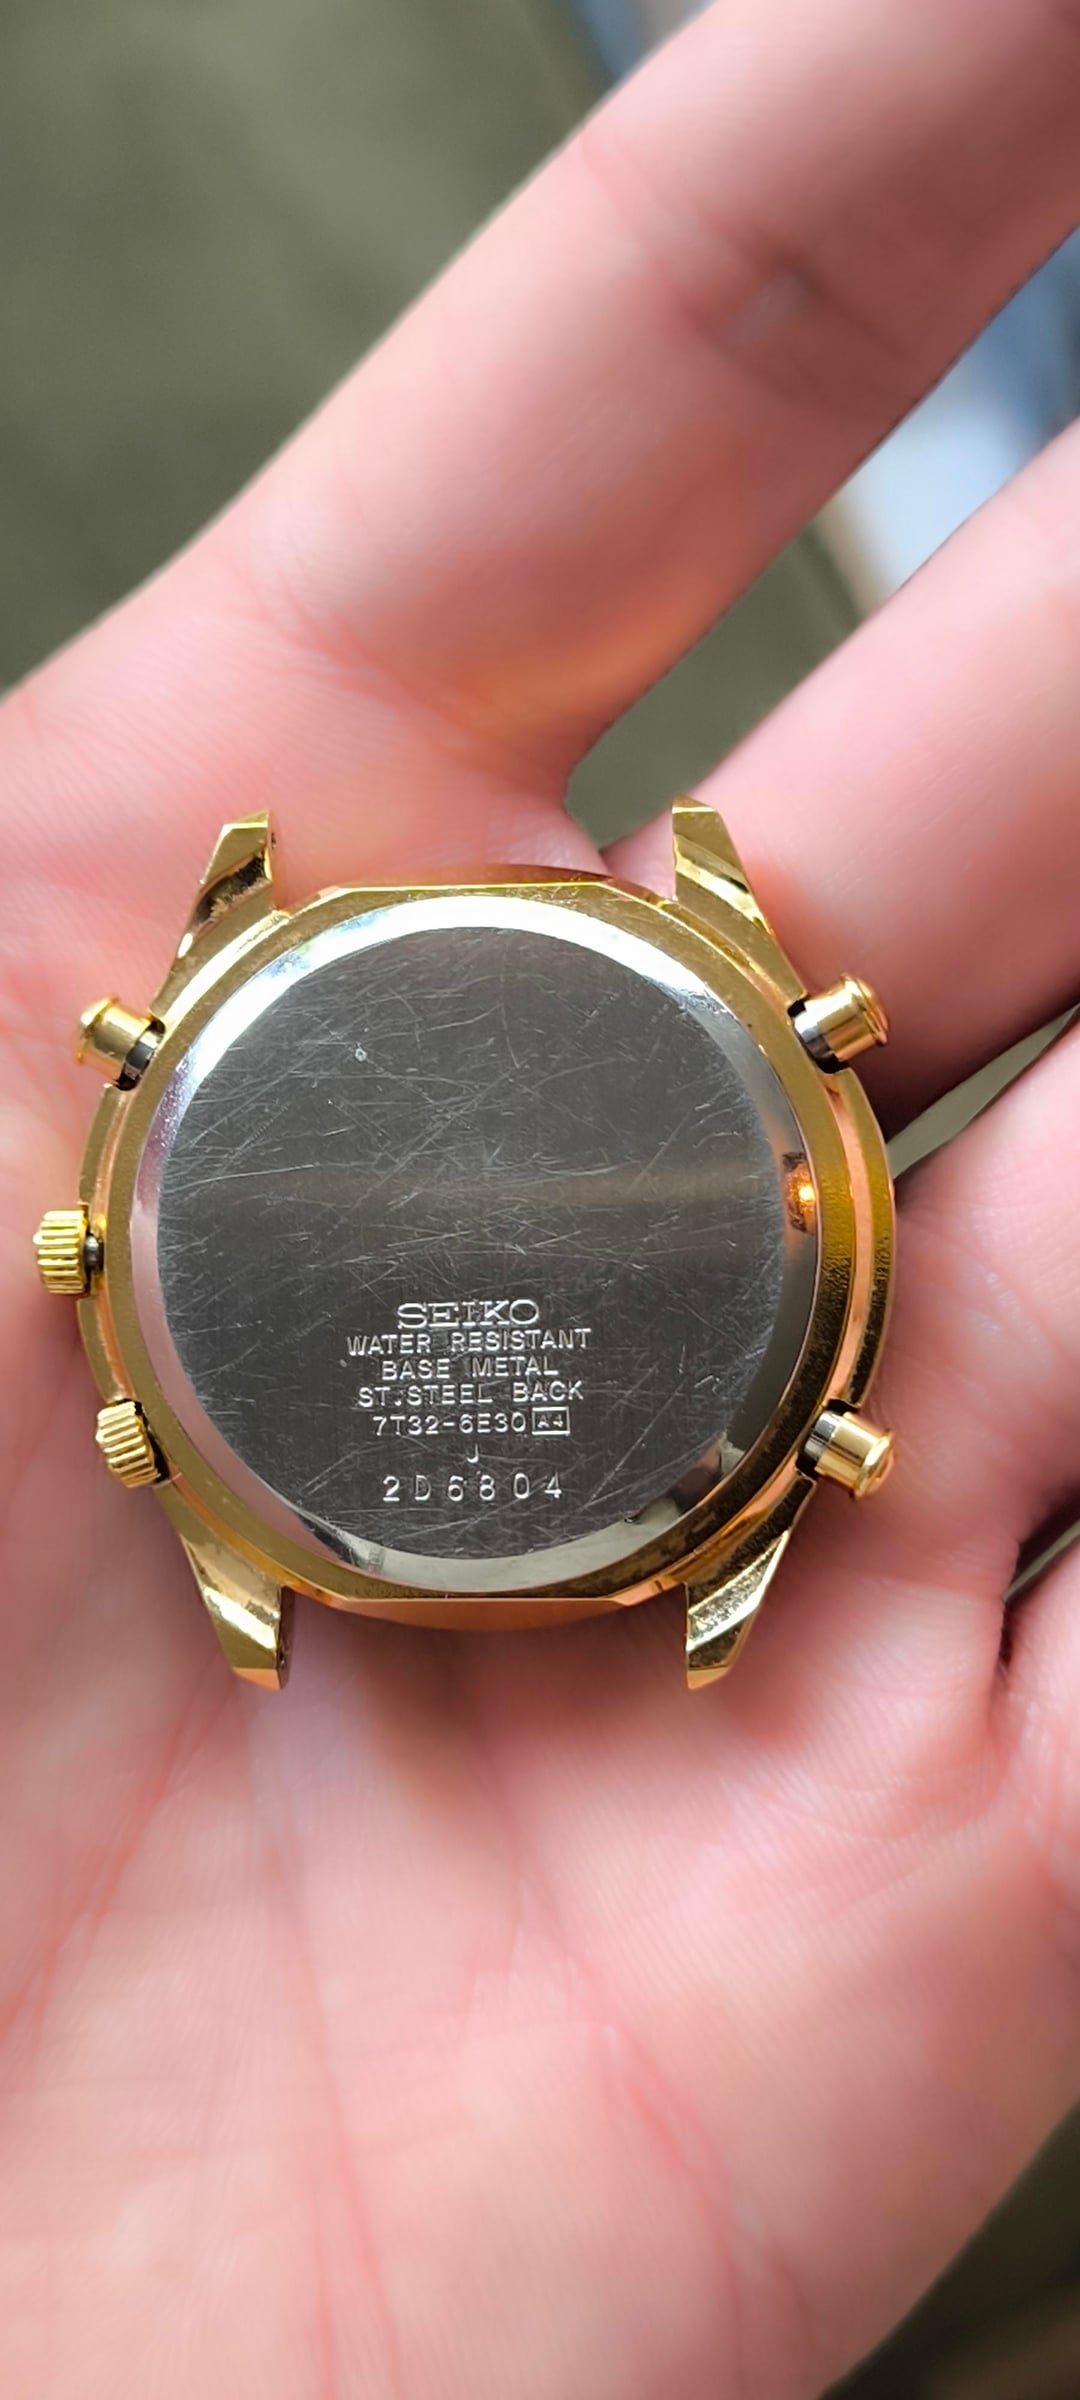 SEIKO
WATER RESISTANT
BASE METAL
ST.STEEL BACK
7T32-6E30 A4
J
2D6804